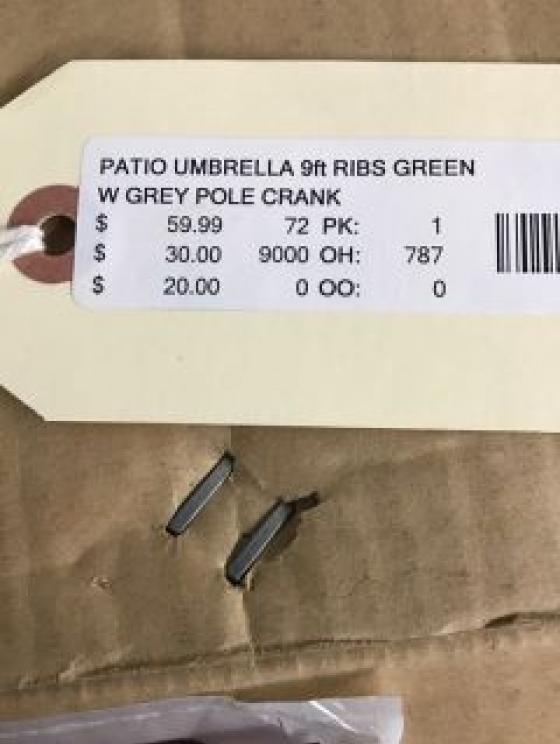 PATIO UMBRELLA 9ft RIBS GREEN
W GREY POLE CRANK
$ 59.99 72 PK: 1
$ 30.00 9000 OH: 787
$ 20.00 0 OO: 0